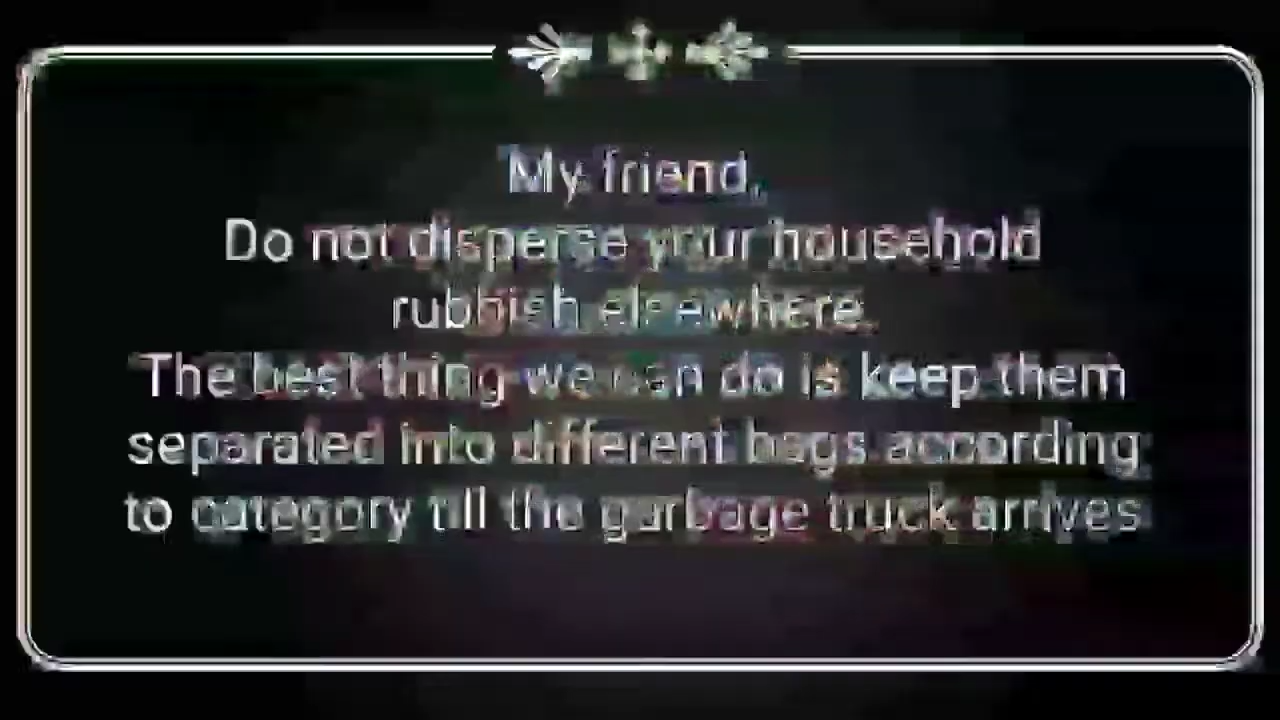 "My friend,
Do not disperse your household
rubbish elsewhere.
The best thing we can do is keep them
separated into different bags according
to category till the garbage truck arrives